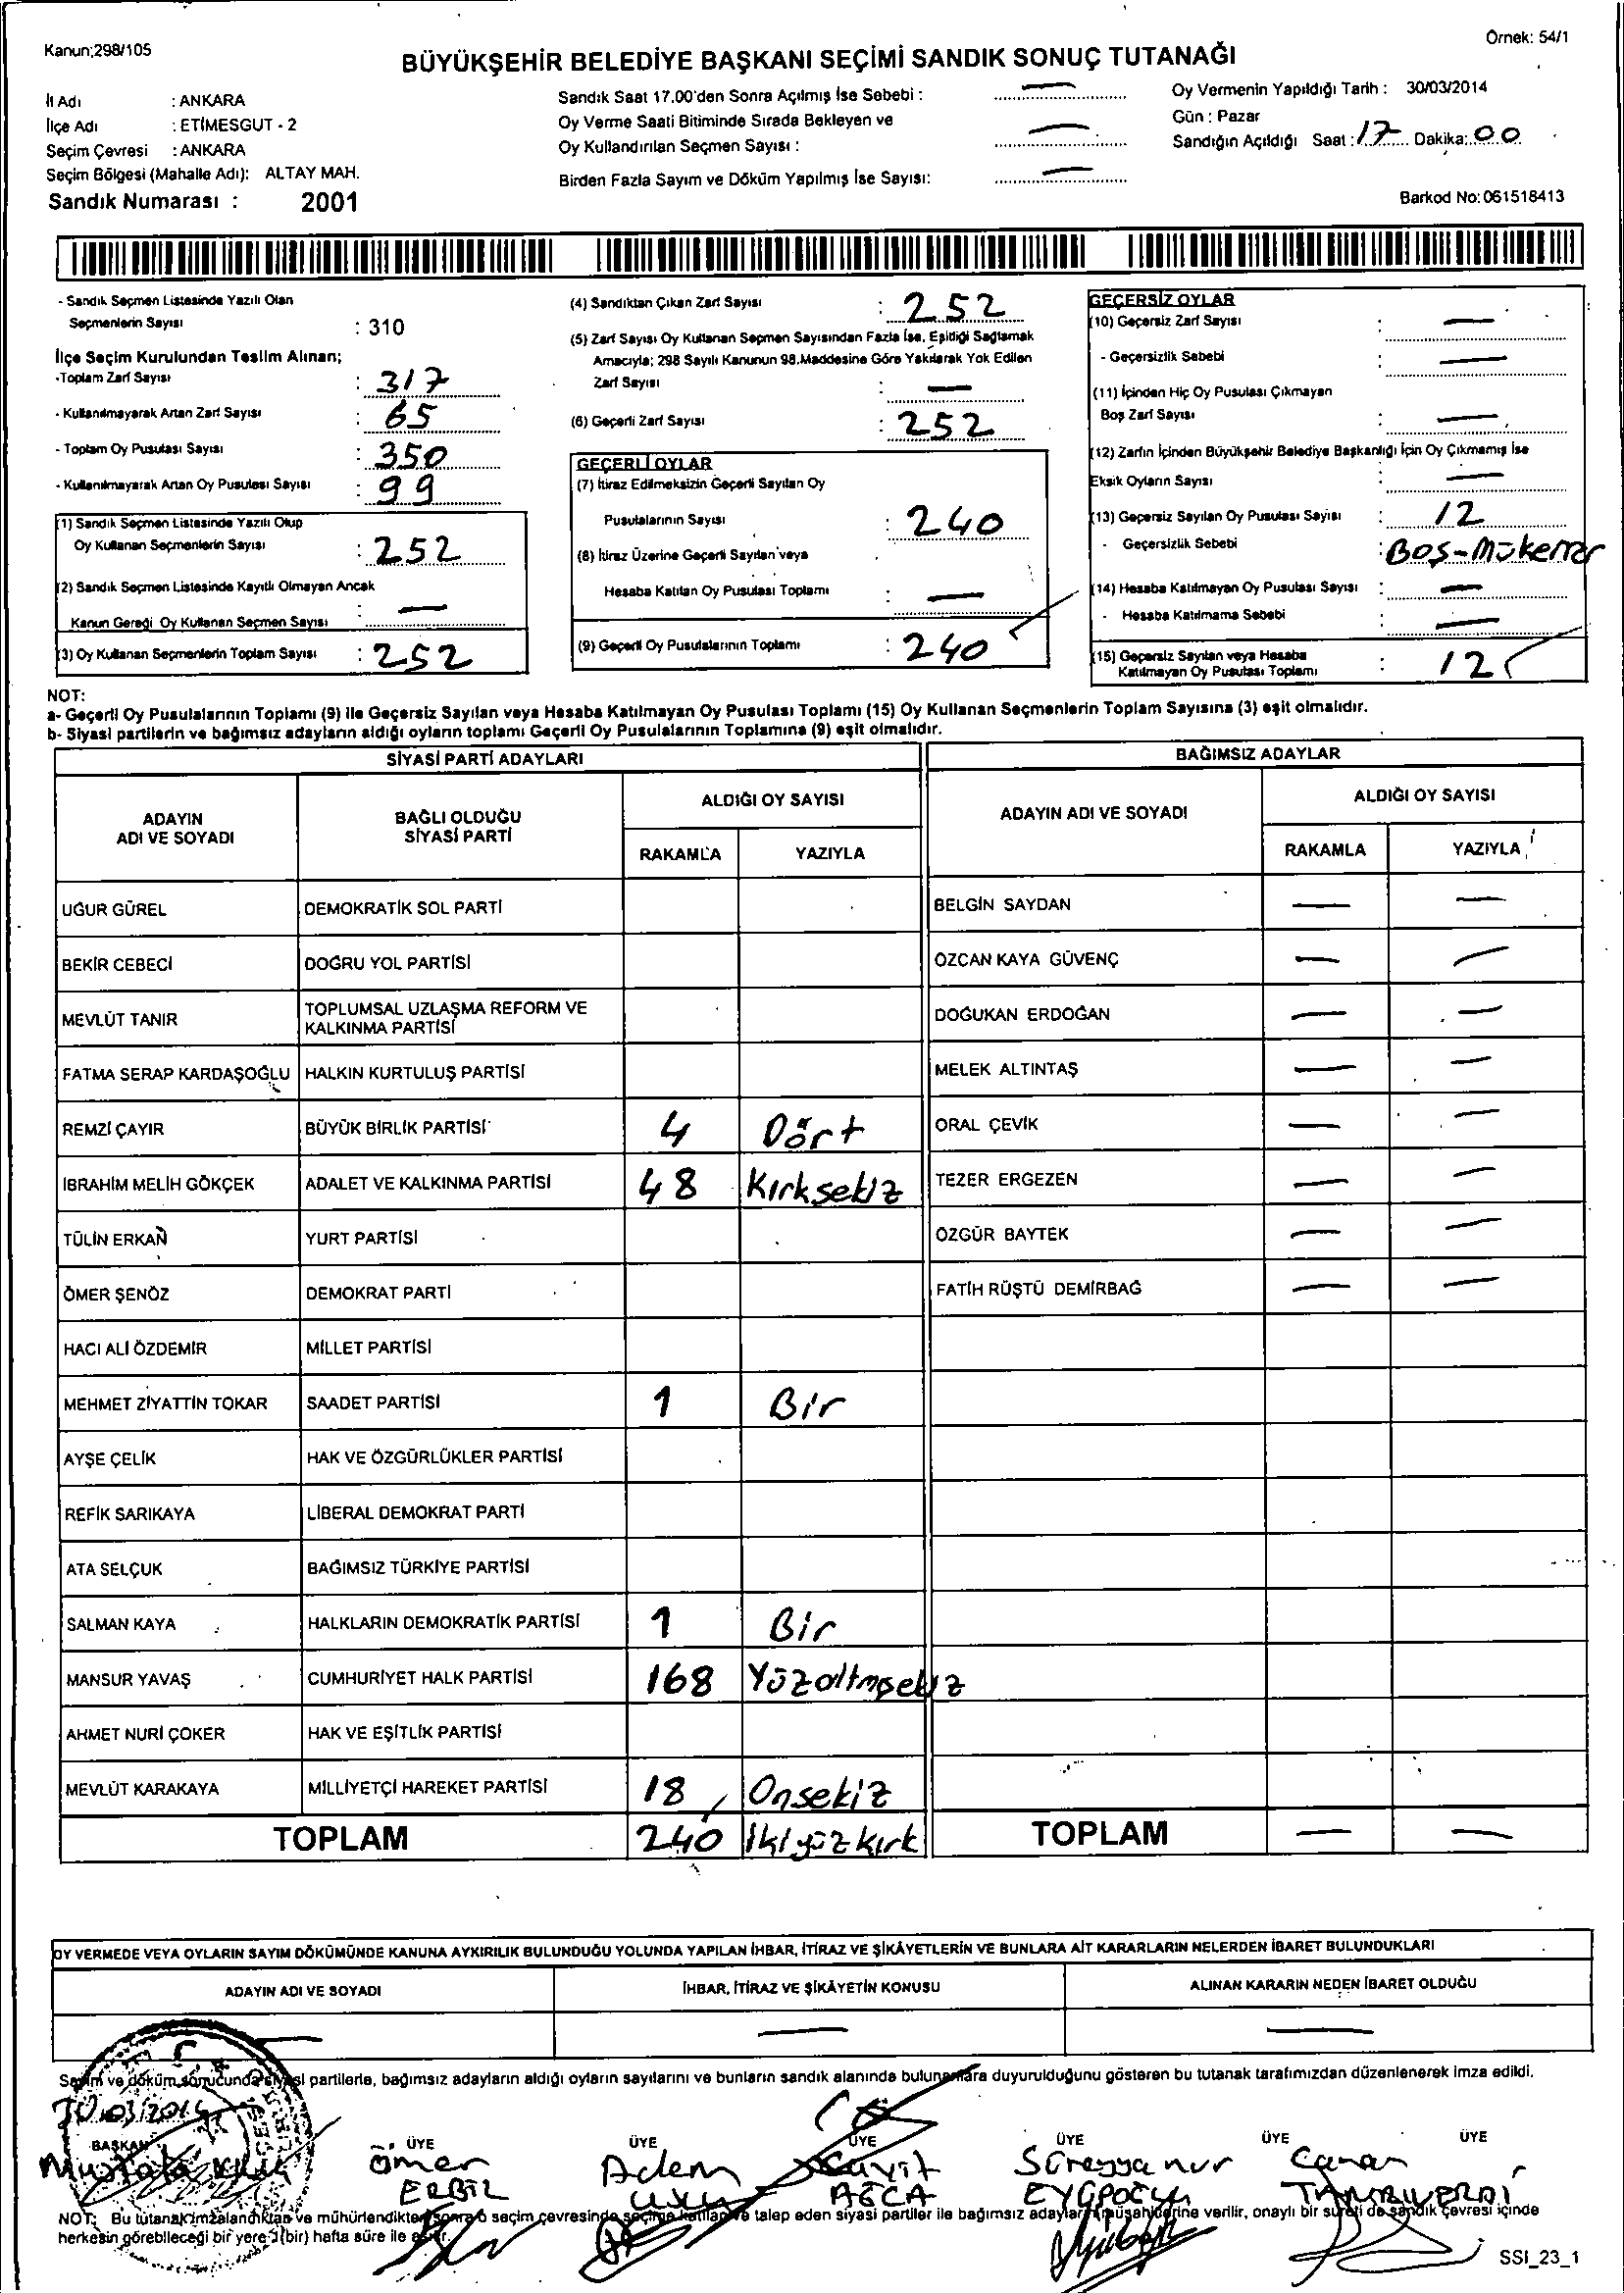 Kanun;298/105
Örnek: 54/1
BÜYÜKŞEHİR BELEDİYE BAŞKANI SEÇİMİ SANDIK SONUÇ TUTANAĞI
İl Adı : ANKARA
İlçe Adı : ETİMESGUT - 2
Seçim Çevresi : ANKARA
Seçim Bölgesi (Mahalle Adı): ALTAY MAH.
Sandık Numarası : 2001
Sandık Saat 17.00'den Sonra Açılmış İse Sebebi : —
Oy Verme Saati Bitiminde Sırada Bekleyen ve
Oy Kullandırılan Seçmen Sayısı : —
Birden Fazla Sayım ve Döküm Yapılmış İse Sayısı: —
Oy Vermenin Yapıldığı Tarih : 30/03/2014
Gün : Pazar
Sandığın Açıldığı Saat : 17 Dakika: 00
Barkod No: 061518413
- Sandık Seçmen Listesinde Yazılı Olan
Seçmenlerin Sayısı : 310
İlçe Seçim Kurulundan Teslim Alınan;
-Toplam Zarf Sayısı : 317
- Kullanılmayarak Artan Zarf Sayısı : 65
- Toplam Oy Pusulası Sayısı : 350
- Kullanılmayarak Artan Oy Pusulası Sayısı : 99
(1) Sandık Seçmen Listesinde Yazılı Olup
Oy Kullanan Seçmenlerin Sayısı : 252
(2) Sandık Seçmen Listesinde Kayıtlı Olmayan Ancak
Kanun Gereği Oy Kullanan Seçmen Sayısı : —
(3) Oy Kullanan Seçmenlerin Toplam Sayısı : 252
(4) Sandıktan Çıkan Zarf Sayısı : 252
(5) Zarf Sayısı Oy Kullanan Seçmen Sayısından Fazla İse, Eşitliği Sağlamak
Amacıyla; 298 Sayılı Kanunun 98.Maddesine Göre Yakılarak Yok Edilen
Zarf Sayısı : —
(6) Geçerli Zarf Sayısı : 252
GEÇERLİ OYLAR
(7) İtiraz Edilmeksizin Geçerli Sayılan Oy
Pusulalarının Sayısı : 240
(8) İtiraz Üzerine Geçerli Sayılan veya
Hesaba Katılan Oy Pusulası Toplamı : —
(9) Geçerli Oy Pusulalarının Toplamı : 240
GEÇERSİZ OYLAR
(10) Geçersiz Zarf Sayısı : —
- Geçersizlik Sebebi : —
(11) İçinden Hiç Oy Pusulası Çıkmayan
Boş Zarf Sayısı : —
(12) Zarfın İçinden Büyükşehir Belediye Başkanlığı İçin Oy Çıkmamış İse
Eksik Oyların Sayısı : —
(13) Geçersiz Sayılan Oy Pusulası Sayısı : 12
- Geçersizlik Sebebi : Boş-Mükerrer
(14) Hesaba Katılmayan Oy Pusulası Sayısı : —
- Hesaba Katılmama Sebebi : —
(15) Geçersiz Sayılan veya Hesaba
Katılmayan Oy Pusulası Toplamı : 12
NOT:
a- Geçerli Oy Pusulalarının Toplamı (9) ile Geçersiz Sayılan veya Hesaba Katılmayan Oy Pusulası Toplamı (15) Oy Kullanan Seçmenlerin Toplam Sayısına (3) eşit olmalıdır.
b- Siyasi partilerin ve bağımsız adayların aldığı oyların toplamı Geçerli Oy Pusulalarının Toplamına (9) eşit olmalıdır.
SİYASİ PARTİ ADAYLARI
BAĞIMSIZ ADAYLAR
ADAYIN
ADI VE SOYADI
BAĞLI OLDUĞU
SİYASİ PARTİ
ALDIĞI OY SAYISI
RAKAMLA YAZIYLA
ADAYIN ADI VE SOYADI
ALDIĞI OY SAYISI
RAKAMLA YAZIYLA
UĞUR GÜREL DEMOKRATİK SOL PARTİ BELGİN SAYDAN — —
BEKİR CEBECİ DOĞRU YOL PARTİSİ ÖZCAN KAYA GÜVENÇ — —
MEVLÜT TANIR TOPLUMSAL UZLAŞMA REFORM VE
KALKINMA PARTİSİ DOĞUKAN ERDOĞAN — —
FATMA SERAP KARDAŞOĞLU HALKIN KURTULUŞ PARTİSİ MELEK ALTINTAŞ — —
REMZİ ÇAYIR BÜYÜK BİRLİK PARTİSİ 4 Dört ORAL ÇEVİK — —
İBRAHİM MELİH GÖKÇEK ADALET VE KALKINMA PARTİSİ 48 Kırksekiz TEZER ERGEZEN — —
TÜLİN ERKAN YURT PARTİSİ ÖZGÜR BAYTEK — —
ÖMER ŞENÖZ DEMOKRAT PARTİ FATİH RÜŞTÜ DEMİRBAĞ — —
HACI ALİ ÖZDEMİR MİLLET PARTİSİ
MEHMET ZİYATTİN TOKAR SAADET PARTİSİ 1 Bir
AYŞE ÇELİK HAK VE ÖZGÜRLÜKLER PARTİSİ
REFİK SARIKAYA LİBERAL DEMOKRAT PARTİ
ATA SELÇUK BAĞIMSIZ TÜRKİYE PARTİSİ
SALMAN KAYA HALKLARIN DEMOKRATİK PARTİSİ 1 Bir
MANSUR YAVAŞ CUMHURİYET HALK PARTİSİ 168 Yüzaltmışsekiz
AHMET NURİ ÇOKER HAK VE EŞİTLİK PARTİSİ
MEVLÜT KARAKAYA MİLLİYETÇİ HAREKET PARTİSİ 18 Onsekiz
TOPLAM 240 İkiyüzkırk TOPLAM — —
OY VERMEDE VEYA OYLARIN SAYIM DÖKÜMÜNDE KANUNA AYKIRILIK BULUNDUĞU YOLUNDA YAPILAN İHBAR, İTİRAZ VE ŞİKÂYETLERİN VE BUNLARA AİT KARARLARIN NELERDEN İBARET BULUNDUKLARI
ADAYIN ADI VE SOYADI İHBAR, İTİRAZ VE ŞİKÂYETİN KONUSU ALINAN KARARIN NEDEN İBARET OLDUĞU
— — —
Sayım ve döküm sonucunda siyasi partilerle, bağımsız adayların aldığı oyların sayılarını ve bunların sandık alanında bulunanlara duyurulduğunu gösteren bu tutanak tarafımızdan düzenlenerek imza edildi.
30/03/2014
BAŞKAN ÜYE ÜYE ÜYE ÜYE ÜYE ÜYE
Mustafa Ömer Adem Cavit Süreyya nur Canan
ERBİL AĞCA TANRIVERDİ
NOT: Bu tutanak imzalandıktan ve mühürlendikten sonra o seçim çevresinde seçime katılan ve talep eden siyasi partiler ile bağımsız adayların müşahitlerine verilir, onaylı bir sureti de sandık çevresi içinde
herkesin görebileceği bir yere 1(bir) hafta süre ile asılır.
SSI_23_1